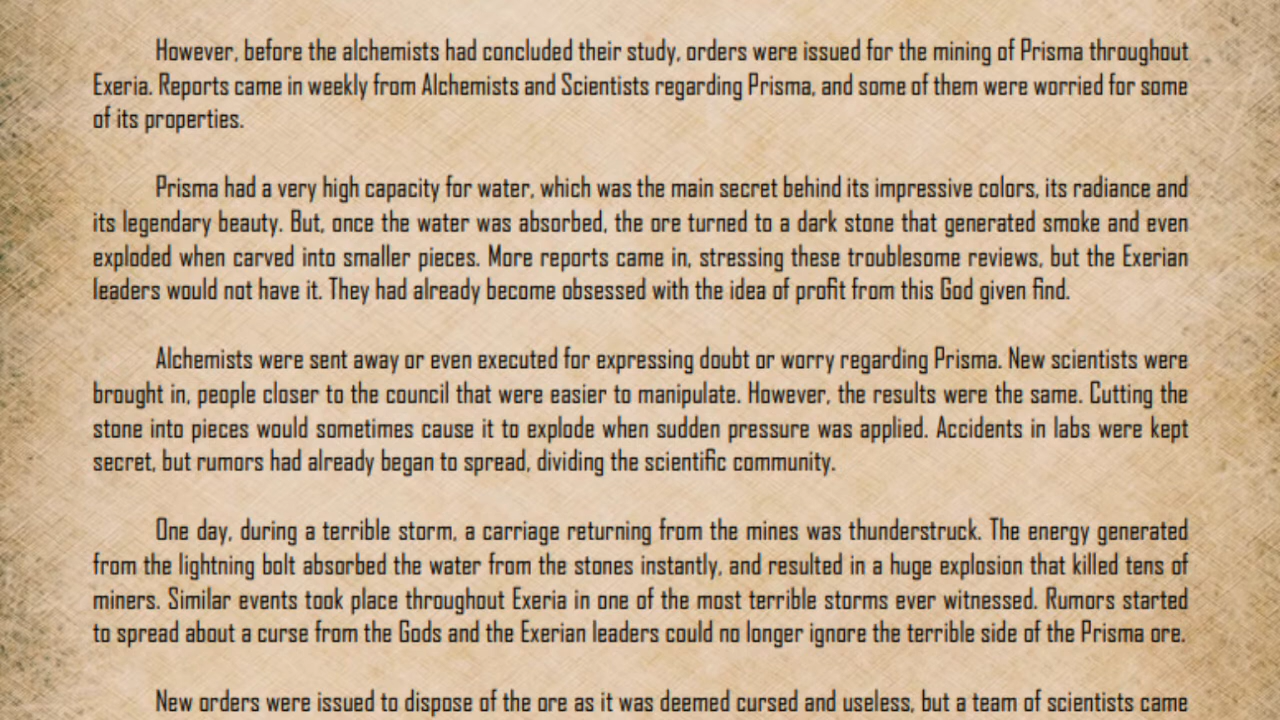 However, before the alchemists had concluded their study, orders were issued for the mining of Prisma throughout
Exeria. Reports came in weekly from Alchemists and Scientists regarding Prisma, and some of them were worried for some
of its properties.
Prisma had a very high capacity for water, which was the main secret behind its impressive colors, its radiance and
its legendary beauty. But, once the water was absorbed, the ore turned to a dark stone that generated smoke and even
exploded when carved into smaller pieces. More reports came in, stressing these troublesome reviews, but the Exerian
leaders would not have it. They had already become obsessed with the idea of profit from this God given find.
Alchemists were sent away or even executed for expressing doubt or worry regarding Prisma. New scientists were
brought in, people closer to the council that were easier to manipulate. However, the results were the same. Cutting the
stone into pieces would sometimes cause it to explode when sudden pressure was applied. Accidents in labs were kept
secret, but rumors had already began to spread, dividing the scientific community.
One day, during a terrible storm, a carriage returning from the mines was thunderstruck. The energy generated
from the lightning bolt absorbed the water from the stones instantly, and resulted in a huge explosion that killed tens of
miners. Similar events took place throughout Exeria in one of the most terrible storms ever witnessed. Rumors started
to spread about a curse from the Gods and the Exerian leaders could no longer ignore the terrible side of the Prisma ore.
New orders were issued to dispose of the ore as it was deemed cursed and useless, but a team of scientists came